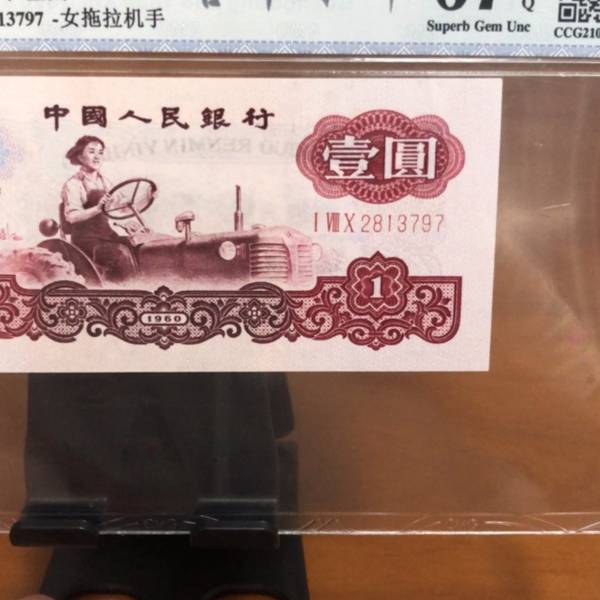 13797 -女拖拉机手
67 Q
Superb Gem Unc
CCG210
中國人民銀行
壹圓
I VIII X 2813797
1
1960